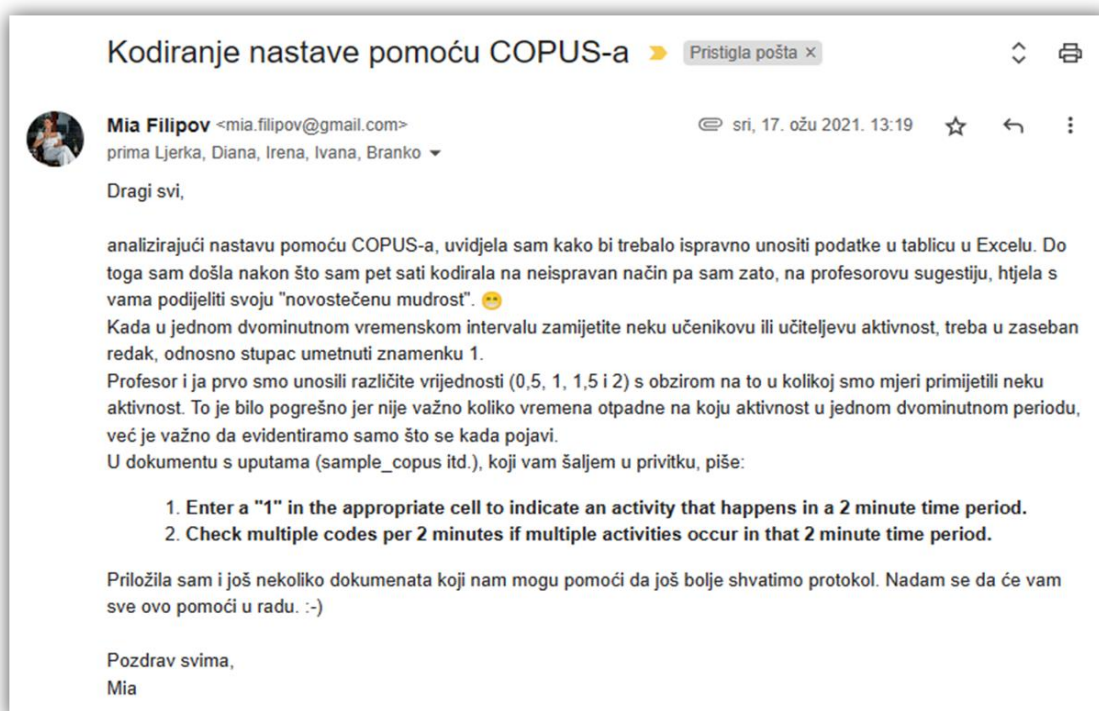 Kodiranje nastave pomoću COPUS-a Pristigla pošta ×
Mia Filipov <mia.filipov@gmail.com> sri, 17. ožu 2021. 13:19
prima Ljerka, Diana, Irena, Ivana, Branko
Dragi svi,
analizirajući nastavu pomoću COPUS-a, uvidjela sam kako bi trebalo ispravno unositi podatke u tablicu u Excelu. Do
toga sam došla nakon što sam pet sati kodirala na neispravan način pa sam zato, na profesorovu sugestiju, htjela s
vama podijeliti svoju "novostečenu mudrost". 😁
Kada u jednom dvominutnom vremenskom intervalu zamijetite neku učenikovu ili učiteljevu aktivnost, treba u zaseban
redak, odnosno stupac umetnuti znamenku 1.
Profesor i ja prvo smo unosili različite vrijednosti (0,5, 1, 1,5 i 2) s obzirom na to u kolikoj smo mjeri primijetili neku
aktivnost. To je bilo pogrešno jer nije važno koliko vremena otpadne na koju aktivnost u jednom dvominutnom periodu,
već je važno da evidentiramo samo što se kada pojavi.
U dokumentu s uputama (sample_copus itd.), koji vam šaljem u privitku, piše:
1. Enter a "1" in the appropriate cell to indicate an activity that happens in a 2 minute time period.
2. Check multiple codes per 2 minutes if multiple activities occur in that 2 minute time period.
Priložila sam i još nekoliko dokumenata koji nam mogu pomoći da još bolje shvatimo protokol. Nadam se da će vam
sve ovo pomoći u radu. :-)
Pozdrav svima,
Mia